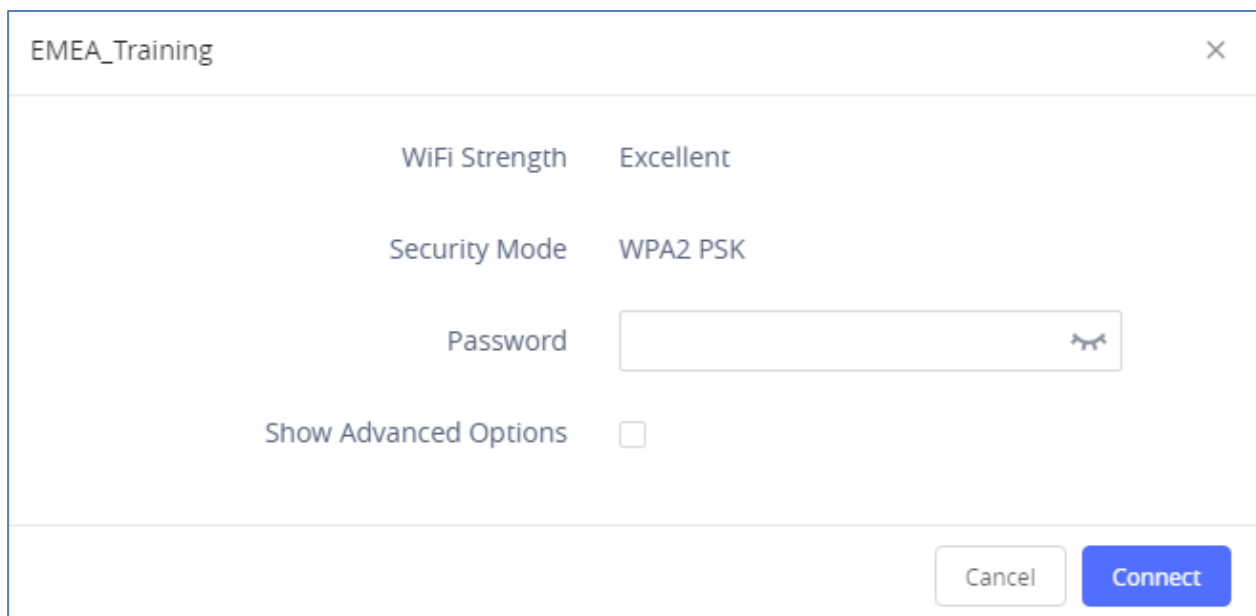 EMEA_Training
WiFi Strength Excellent
Security Mode WPA2 PSK
Password
Show Advanced Options
Cancel Connect